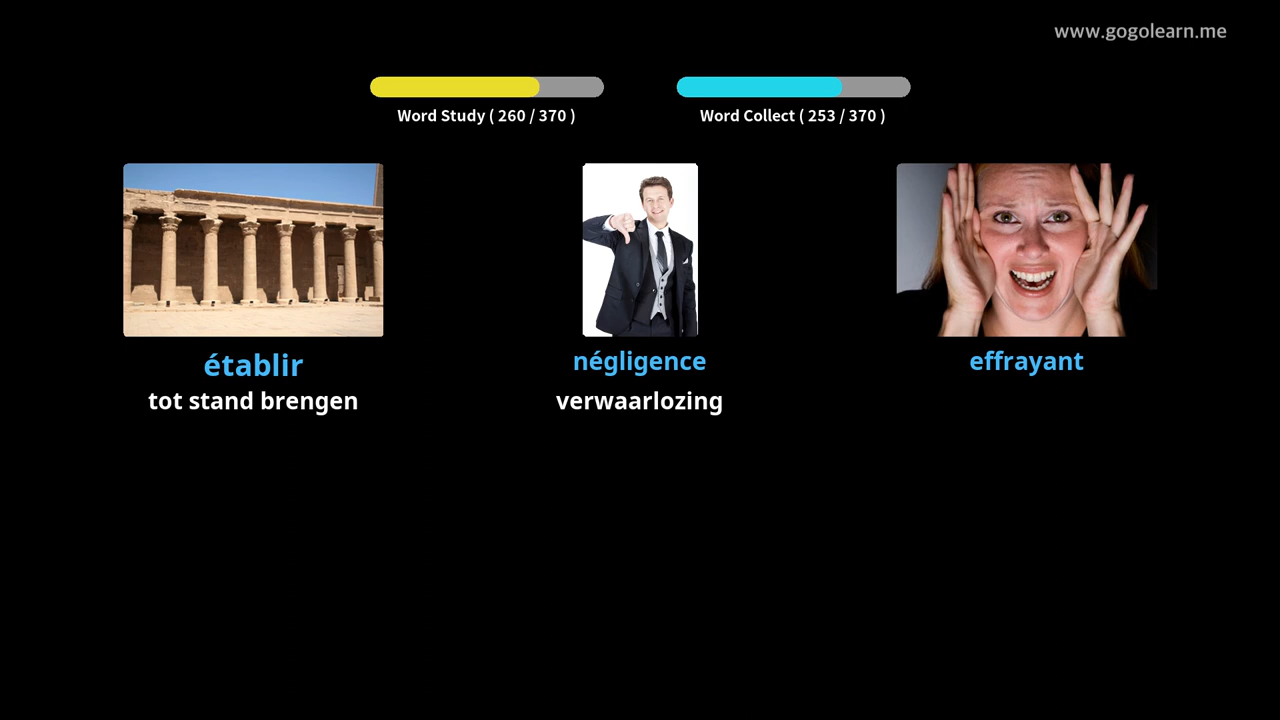 www.gogolearn.me
Word Study ( 260 / 370 )
Word Collect ( 253 / 370 )
établir
négligence
effrayant
tot stand brengen
verwaarlozing